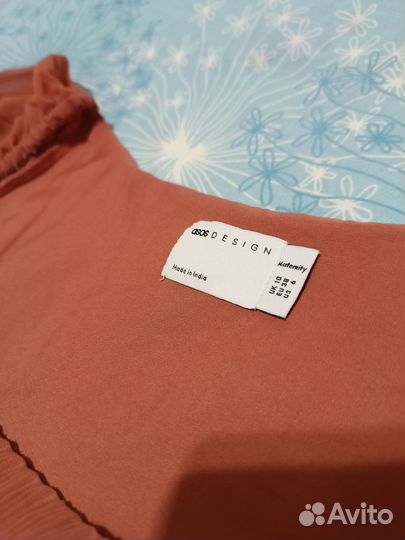 asos DESIGN
Made in India
Maternity
UK 10
EU 38
US 6
Avito